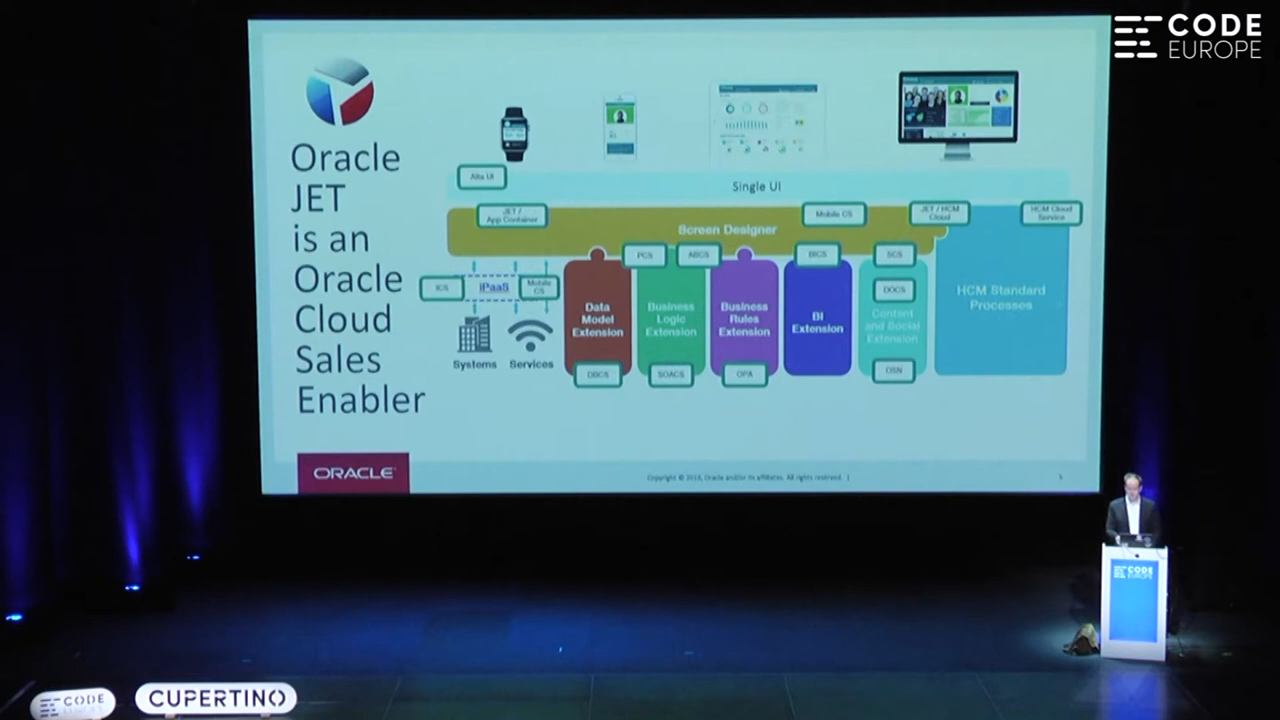 CODE
EUROPE
Oracle
JET
is an
Oracle
Cloud
Sales
Enabler
Alta UI
Single UI
JET /
App Container
Mobile CS
JET / HCM
Cloud
HCM Cloud
Service
Screen Designer
PCS
ABCS
BICS
SCS
ICS
iPaaS
Mobile
CS
DOCS
Data
Model
Extension
Business
Logic
Extension
Business
Rules
Extension
BI
Extension
Content
and Social
Extension
HCM Standard
Processes
Systems
Services
DBCS
SOACS
OPA
OSN
ORACLE
Copyright © 2016, Oracle and/or its affiliates. All rights reserved. |
CODE
EUROPE
CODE
CUPERTINO